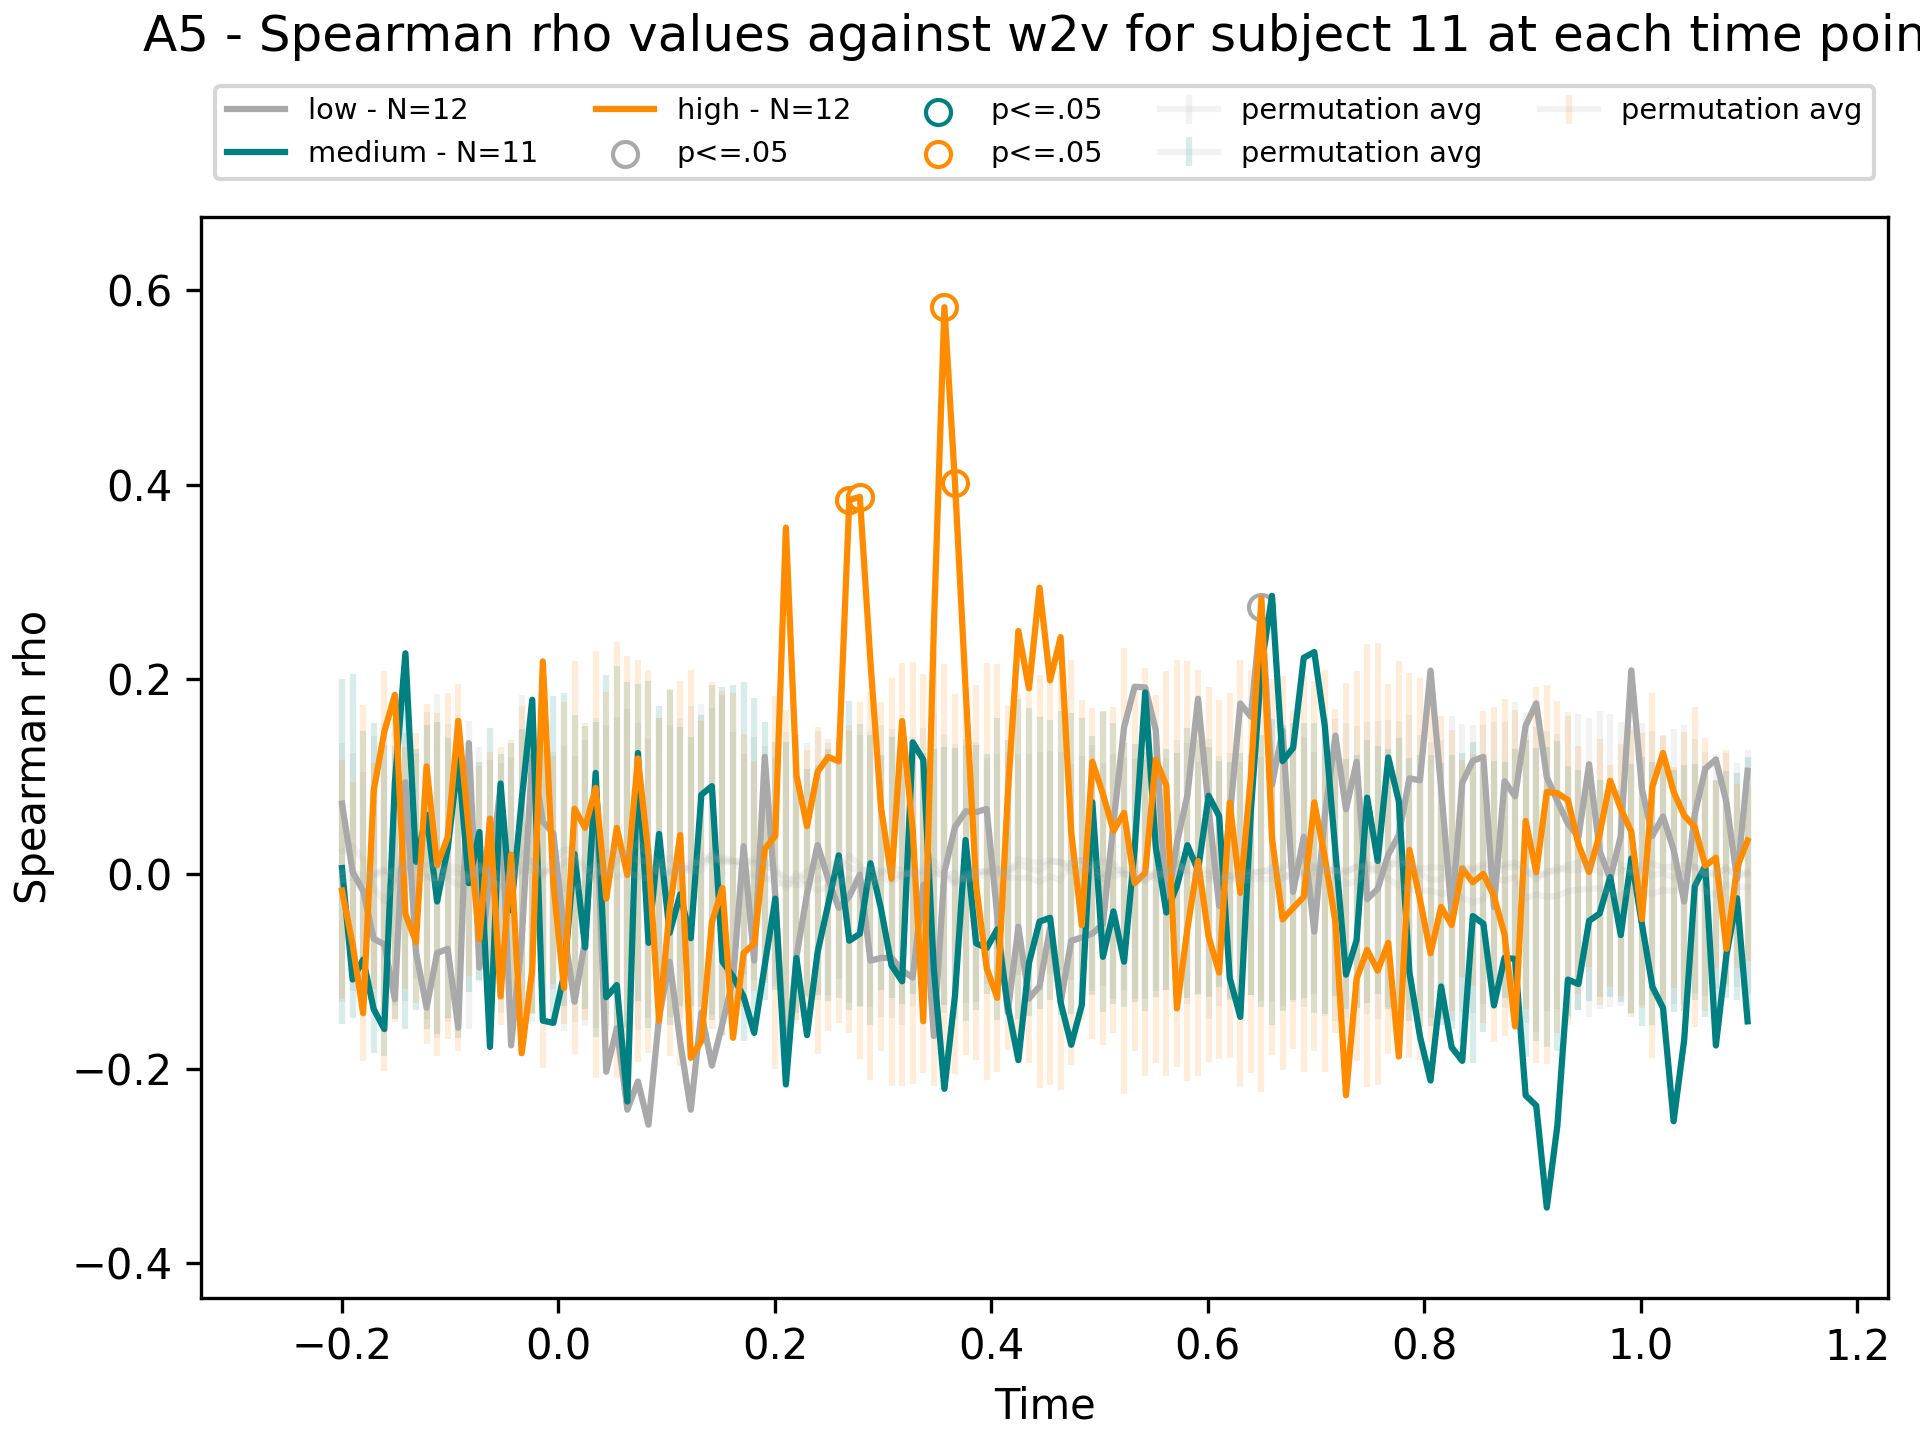 A5 - Spearman rho values against w2v for subject 11 at each time poin
low - N=12
medium - N=11
high - N=12
p<=.05
p<=.05
p<=.05
permutation avg
permutation avg
permutation avg
Spearman rho
0.6
0.4
0.2
0.0
−0.2
−0.4
−0.2 0.0 0.2 0.4 0.6 0.8 1.0 1.2
Time